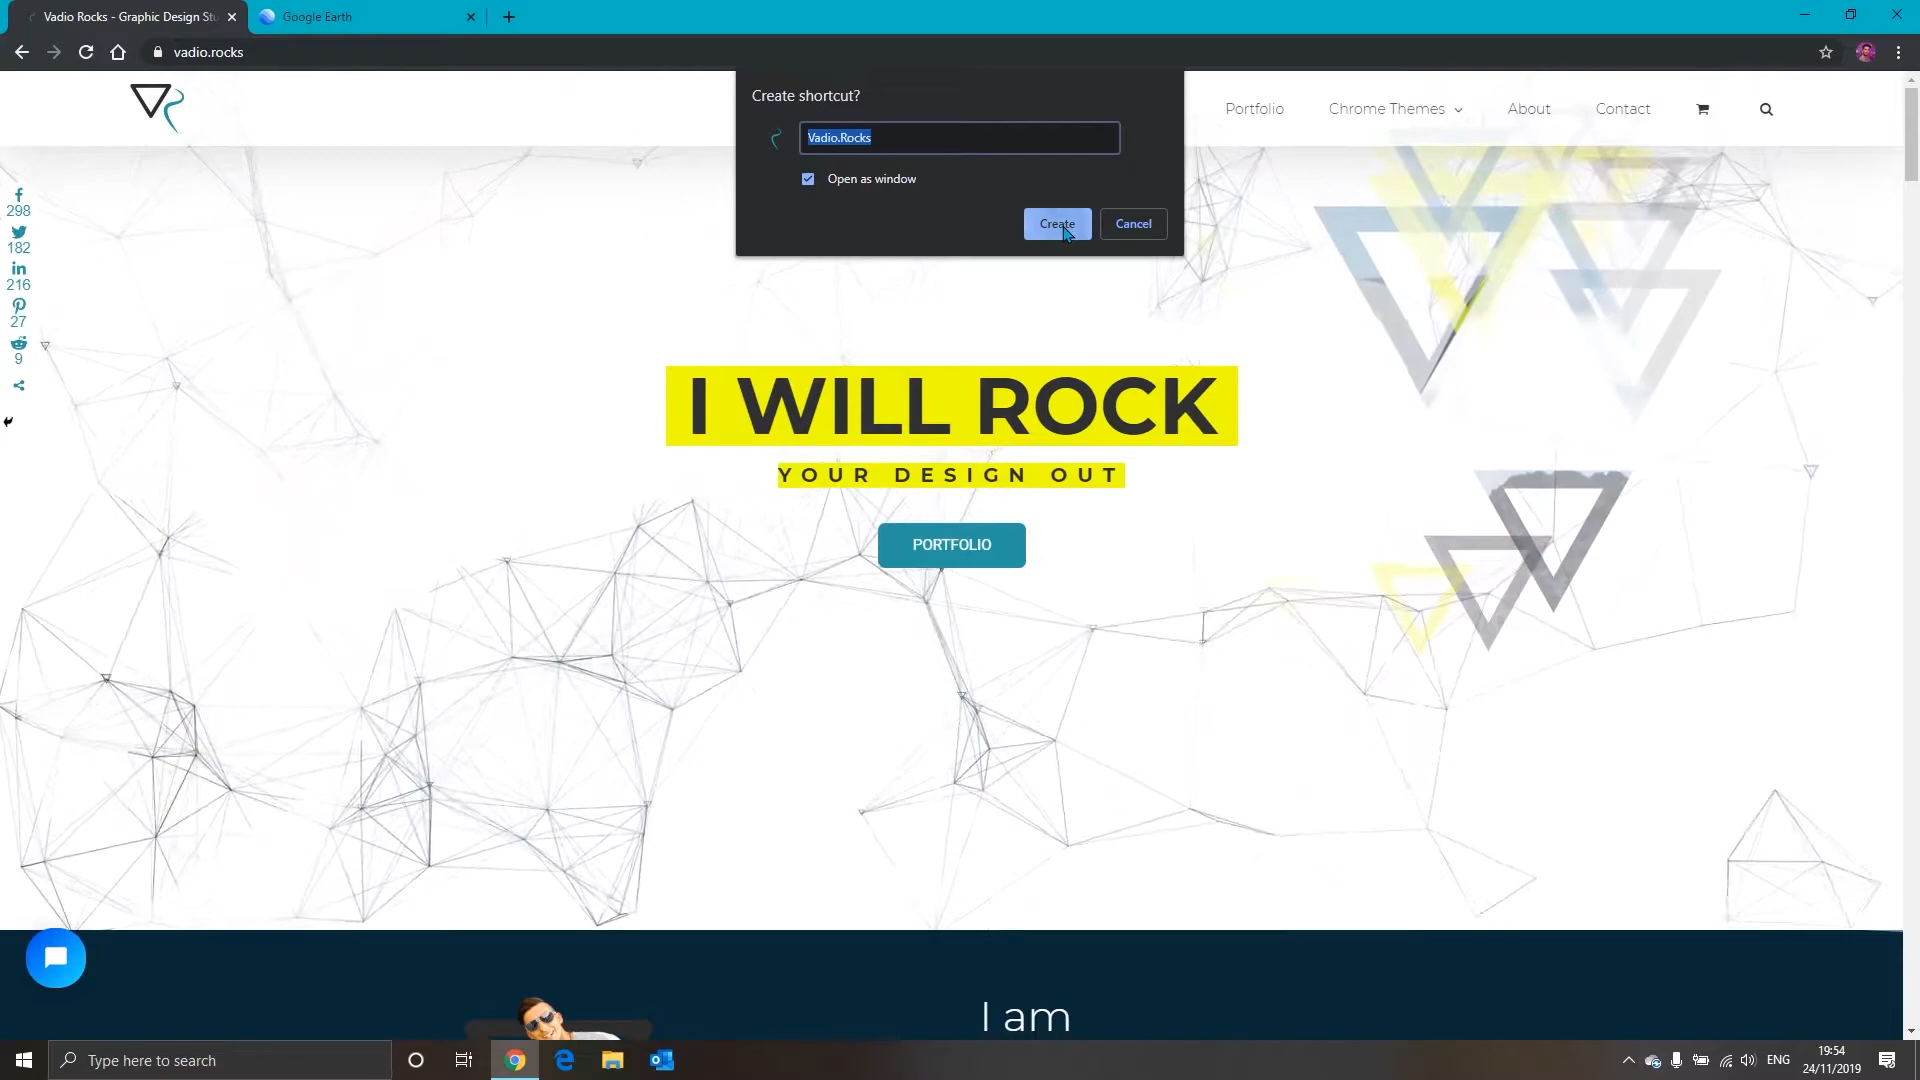 Vadio Rocks - Graphic Design Stu
Google Earth
vadio.rocks
Create shortcut?
Vadio.Rocks
Open as window
Create
Cancel
Portfolio
Chrome Themes
About
Contact
298
182
216
27
9
I WILL ROCK
YOUR DESIGN OUT
PORTFOLIO
I am
Type here to search
ENG
19:54
24/11/2019